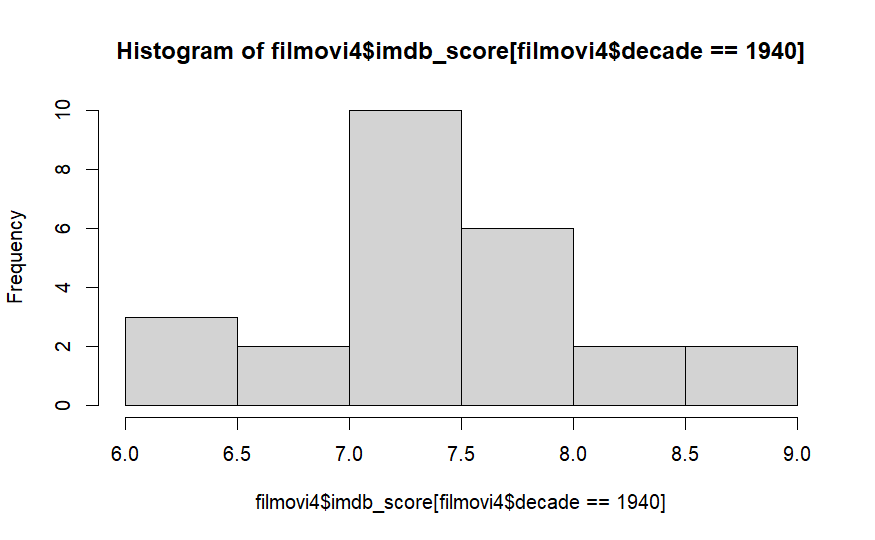 Histogram of filmovi4$imdb_score[filmovi4$decade == 1940]
Frequency
10
8
6
4
2
0
6.0 6.5 7.0 7.5 8.0 8.5 9.0
filmovi4$imdb_score[filmovi4$decade == 1940]